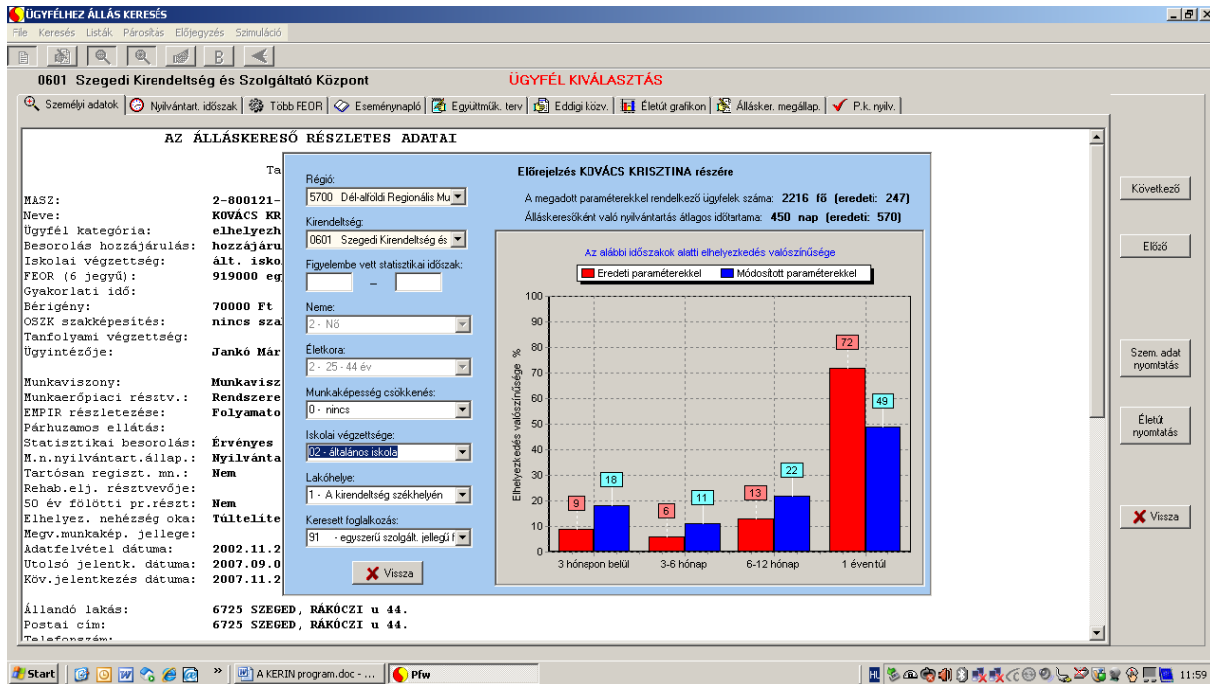 ÜGYFÉLHEZ ÁLLÁS KERESÉS
File Keresés Listák Párosítás Előjegyzés Szimuláció
0601 Szegedi Kirendeltség és Szolgáltató Központ ÜGYFÉL KIVÁLASZTÁS
Személyi adatok Nyilvántart. időszak Több FEOR Eseménynapló Együttmük. terv Eddigi közv. Életút grafikon Állásker. megállap. P.k. nyilv.
AZ ÁLLÁSKERESŐ RÉSZLETES ADATAI
Ta
MASZ: 2-800121-
Neve: KOVÁCS KR
Ügyfél kategória: elhelyezh
Besorolás hozzájárulás: hozzájáru
Iskolai végzettség: ált. isko
FEOR (6 jegyű): 919000 eg
Gyakorlati idő:
Bérigény: 70000 Ft
OSZK szakképesítés: nincs sza
Tanfolyami végzettség:
Ügyintézője: Jankó Már
Munkaviszony: Munkavisz
Munkaerőpiaci résztv.: Rendszere
EMPIR részletezése: Folyamato
Párhuzamos ellátás:
Statisztikai besorolás: Érvényes
M.n.nyilvántart.állap.: Nyilvánta
Tartósan regiszt. mn.: Nem
Rehab.elj. résztvevője:
50 év fölötti pr.részt: Nem
Elhelyez. nehézség oka: Túltelíte
Megv.munkakép. jellege:
Adatfelvétel dátuma: 2002.11.2
Utolsó jelentk. dátuma: 2007.09.0
Köv.jelentkezés dátuma: 2007.11.2
Állandó lakás: 6725 SZEGED, RÁKÓCZI u 44.
Postai cím: 6725 SZEGED, RÁKÓCZI u 44.
Telefonszám:
Régió:
5700 Dél-alföldi Regionális Mu
Kirendeltség:
0601 Szegedi Kirendeltség és
Figyelembe vett statisztikai időszak:
–
Neme:
2 - Nő
Életkora:
2 - 25 - 44 év
Munkaképesség csökkenés:
0 - nincs
Iskolai végzettsége:
02 - általános iskola
Lakóhelye:
1 - A kirendeltség székhelyén
Keresett foglalkozás:
91 - egyszerű szolgált. jellegű f
Vissza
Előrejelzés KOVÁCS KRISZTINA részére
A megadott paraméterekkel rendelkező ügyfelek száma: 2216 fő (eredeti: 247)
Álláskeresőként való nyilvántartás átlagos időtartama: 450 nap (eredeti: 570)
Az alábbi időszakok alatti elhelyezkedés valószínűsége
Eredeti paraméterekkel Módosított paraméterekkel
Elhelyezkedés valószínűsége %
100
90
80
70
60
50
40
30
20
10
0
9 18 6 11 13 22 72 49
3 hónapon belül 3-6 hónap 6-12 hónap 1 éven túl
Következő
Előző
Szem. adat
nyomtatás
Életút
nyomtatás
Vissza
Start » A KERIN program.doc - ... Pfw HU 11:59